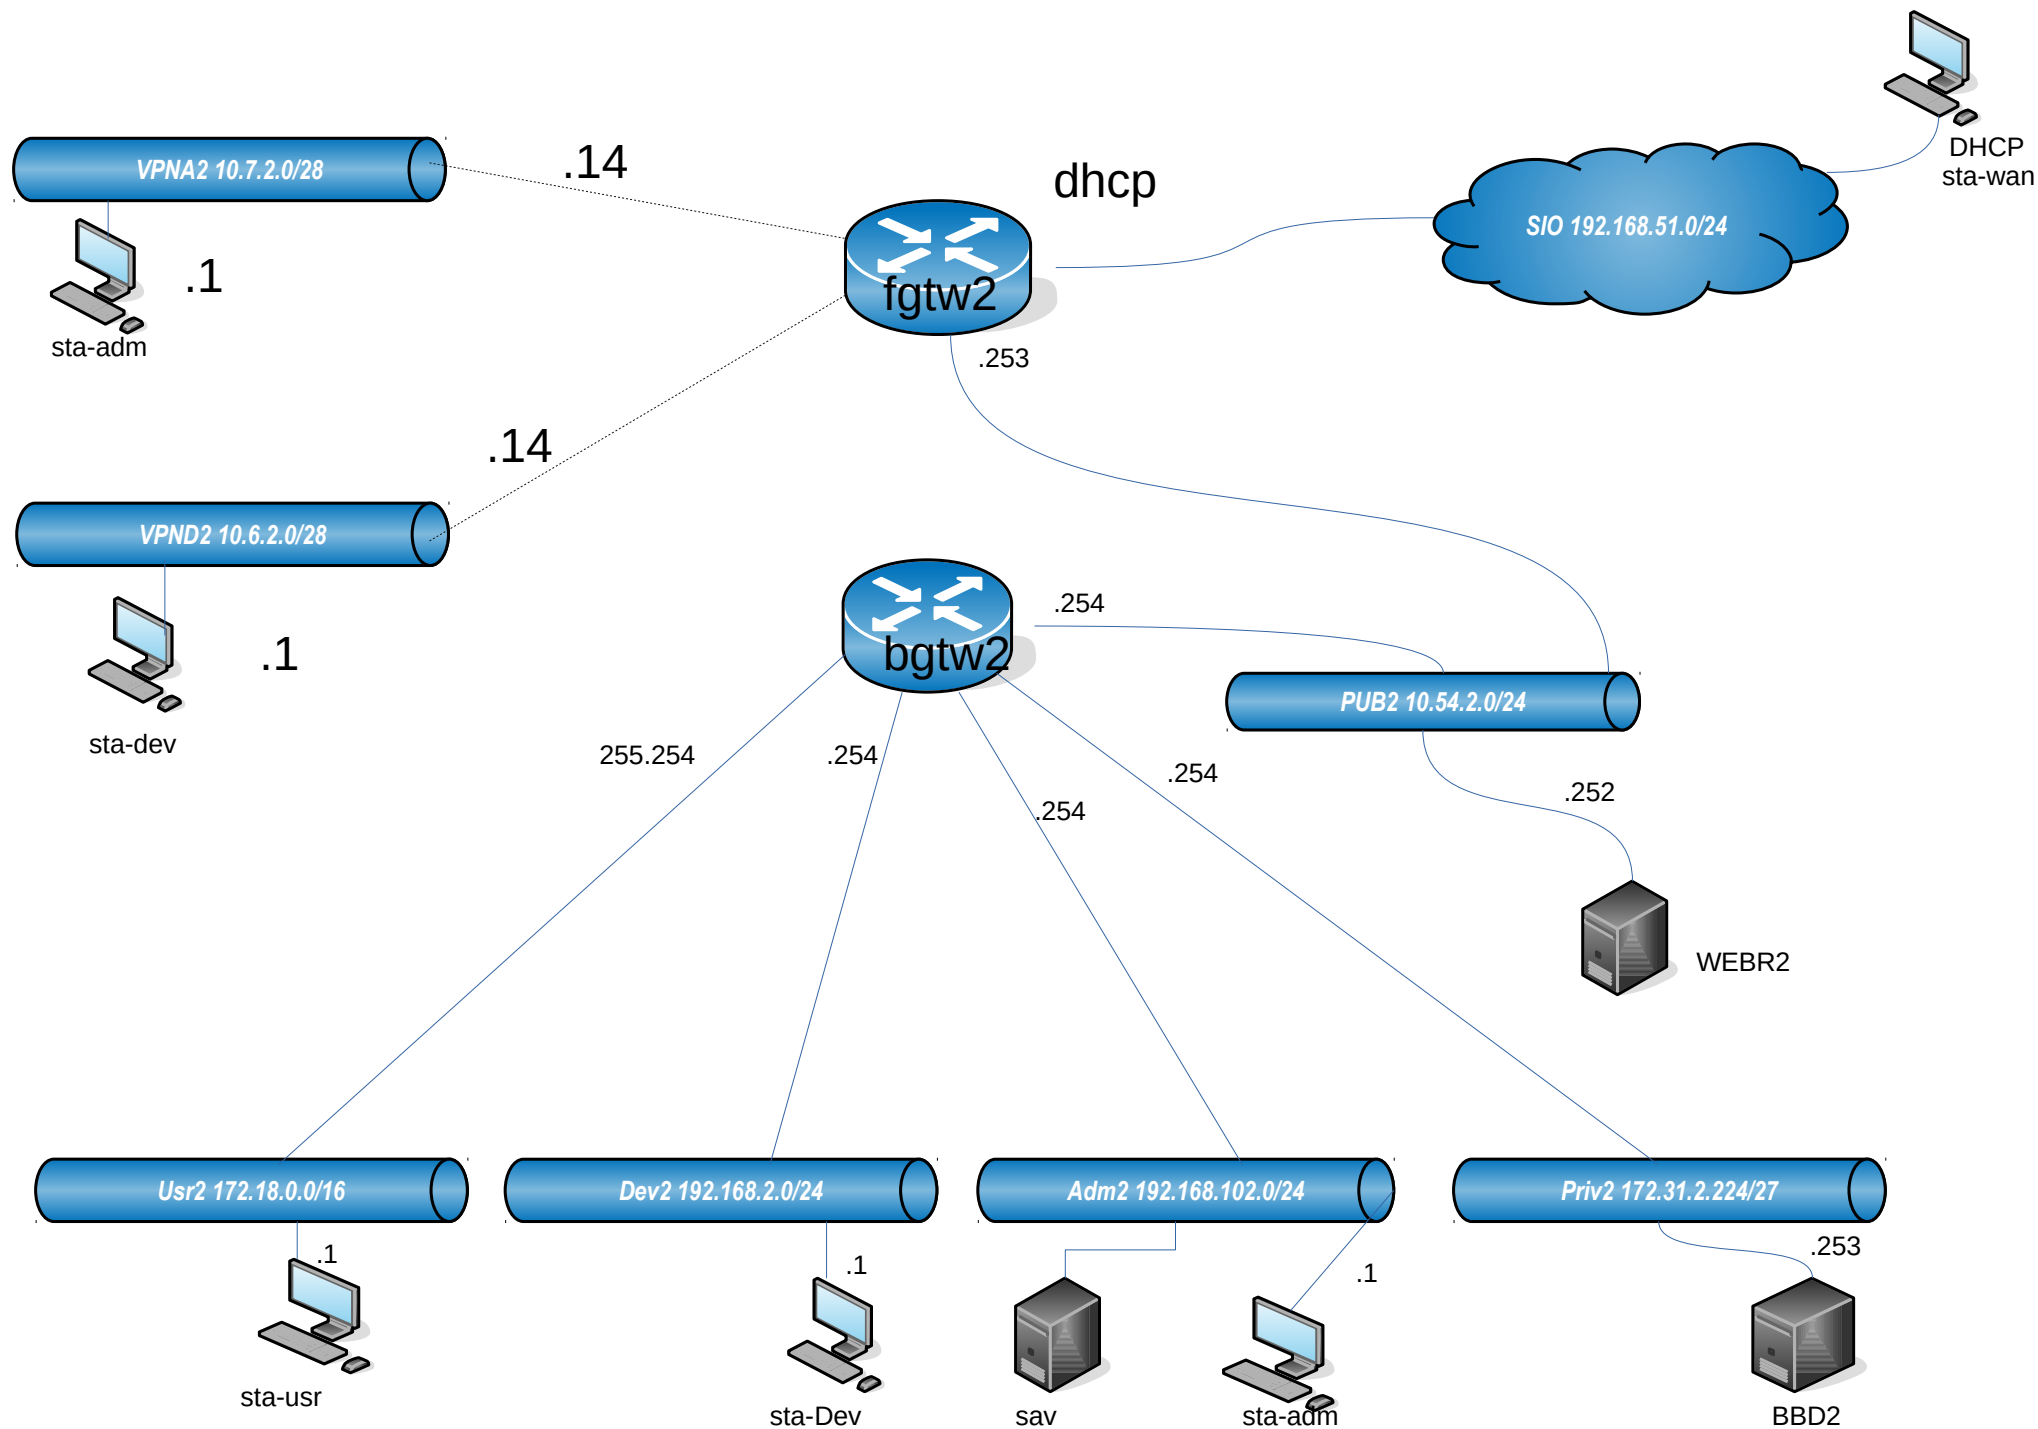 DHCP
sta-wan
VPNA2 10.7.2.0/28
.14
dhcp
SIO 192.168.51.0/24
.1
fgtw2
sta-adm
.253
.14
VPND2 10.6.2.0/28
.254
.1
bgtw2
PUB2 10.54.2.0/24
sta-dev
255.254
.254
.254
.254
.252
WEBR2
Usr2 172.18.0.0/16
Dev2 192.168.2.0/24
Adm2 192.168.102.0/24
Priv2 172.31.2.224/27
.1
.1
.1
.253
sta-usr
sta-Dev
sav
sta-adm
BBD2